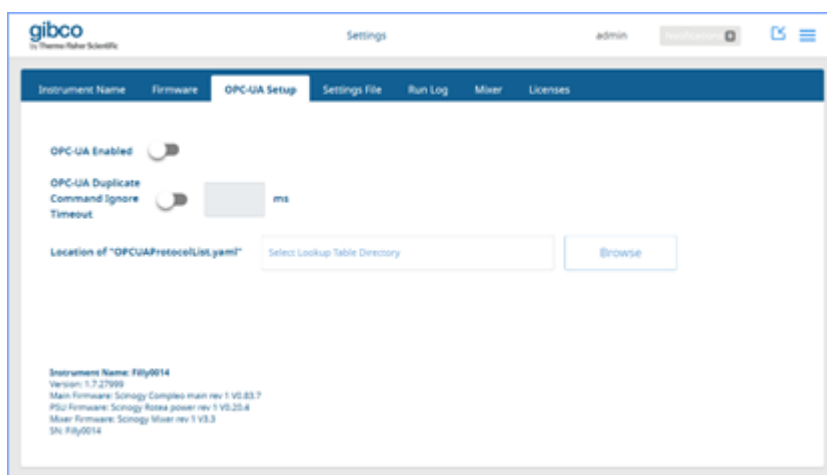 gibco
by Thermo Fisher Scientific
Settings
admin
Notifications 0
Instrument Name Firmware OPC-UA Setup Settings File Run Log Mixer Licenses
OPC-UA Enabled
OPC-UA Duplicate
Command Ignore
Timeout
ms
Location of "OPCUAProtocolList.yaml"
Select Lookup Table Directory
Browse
Instrument Name: Filly0014
Version: 1.7.27999
Main Firmware: Scinogy Compleo main rev 1 V0.83.7
PSU Firmware: Scinogy Rotea power rev 1 V0.20.4
Mixer Firmware: Scinogy Mixer rev 1 V3.3
SN: Filly0014